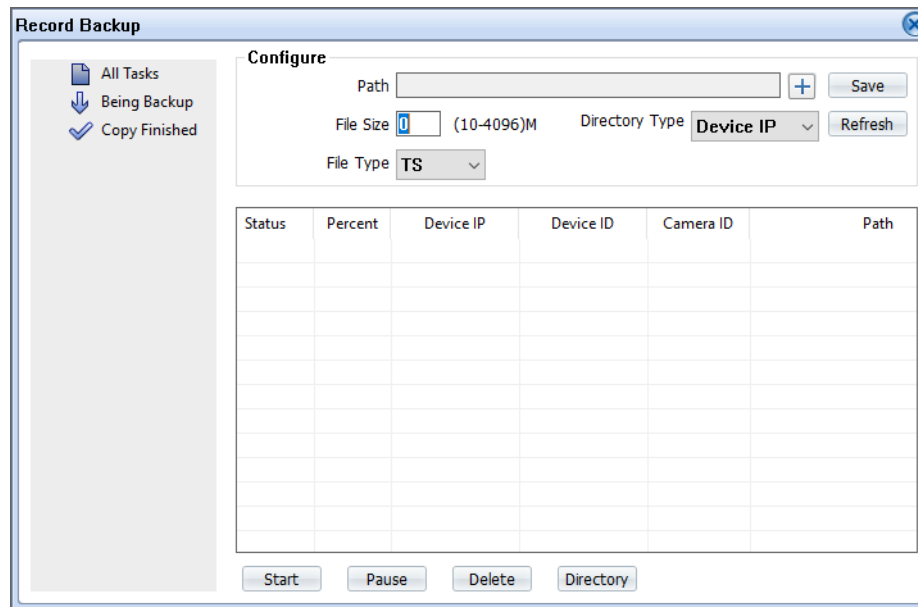 Record Backup
All Tasks
Being Backup
Copy Finished
Configure
Path
Save
File Size 0 (10-4096)M Directory Type Device IP Refresh
File Type TS
Status Percent Device IP Device ID Camera ID Path
Start Pause Delete Directory